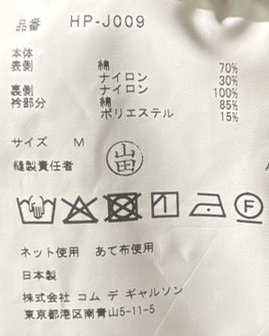 品番 HP-J009
本体
表側 綿 70%
ナイロン 30%
裏側 ナイロン 100%
衿部分 綿 85%
ポリエステル 15%
サイズ M
縫製責任者 山田
ネット使用 あて布使用
日本製
株式会社 コム デ ギャルソン
東京都港区南青山5-11-5